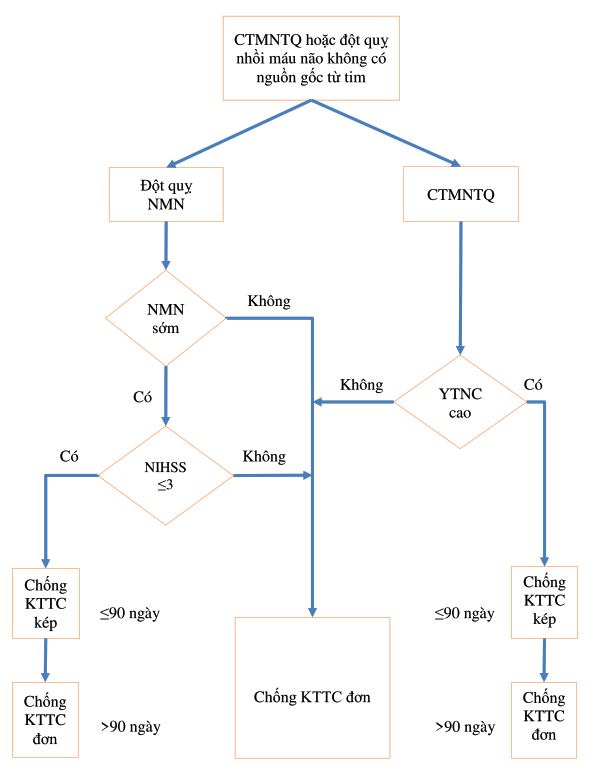 CTMNTQ hoặc đột quỵ
nhồi máu não không có
nguồn gốc từ tim
Đột quỵ
NMN
CTMNTQ
NMN
sớm
Không
Có
YTNC
cao
Không
Có
NIHSS
≤3
Có
Không
Chống
KTTC
kép
≤90 ngày
Chống
KTTC
đơn
>90 ngày
Chống KTTC đơn
Chống
KTTC
kép
≤90 ngày
Chống
KTTC
đơn
>90 ngày